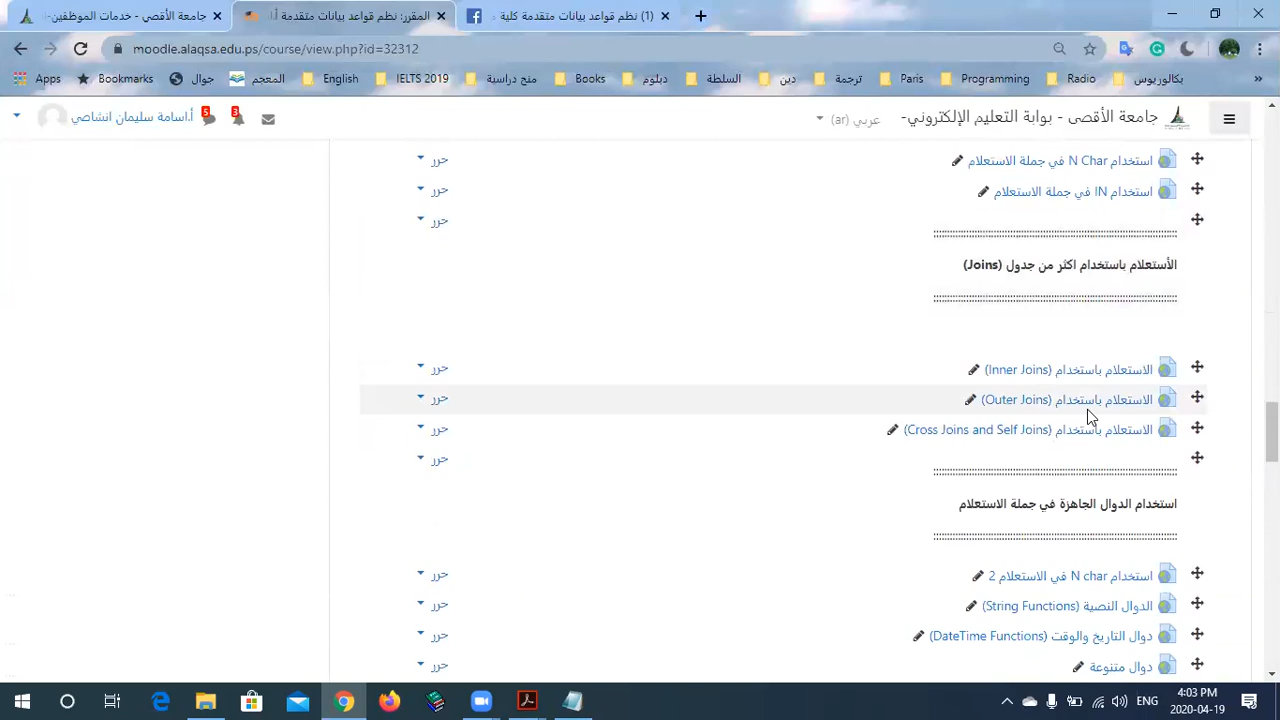 جامعة الأقصى - خدمات الموظفين-
المقرر: نظم قواعد بيانات متقدمة أ
(1) نظم قواعد بيانات متقدمة كلية
moodle.alaqsa.edu.ps/course/view.php?id=32312
Apps
Bookmarks
جوال
المعجم
English
IELTS 2019
منح دراسية
Books
دبلوم
السلطة
دين
ترجمة
Paris
Programming
Radio
بكالوريوس
»
جامعة الأقصى - بوابة التعليم الإلكتروني-
عربي (ar)
3
5
أ.اسامة سليمان انشاصي
استخدام N Char في جملة الاستعلام
حرر
استخدام IN في جملة الاستعلام
حرر
حرر
الأستعلام باستخدام اكثر من جدول (Joins)
الاستعلام باستخدام (Inner Joins)
حرر
الاستعلام باستخدام (Outer Joins)
حرر
الاستعلام باستخدام (Cross Joins and Self Joins)
حرر
حرر
استخدام الدوال الجاهزة في جملة الاستعلام
استخدام N char في الاستعلام 2
حرر
الدوال النصية (String Functions)
حرر
دوال التاريخ والوقت (DateTime Functions)
حرر
دوال متنوعة
حرر
ENG
4:03 PM
2020-04-19